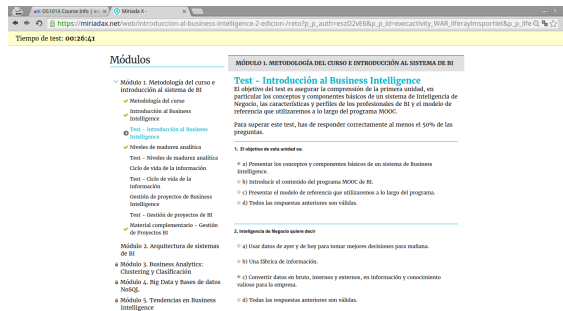 edX DS101X Course Info | edX
Miríada X -
https://miriadax.net/web/introduccion-al-business-intelligence-2-edicion/reto?p_p_auth=eszD2vE6&p_p_id=execactivity_WAR_liferaylmsportlet&p_p_life
Tiempo de test: 00:26:41
Módulos
Módulo 1. Metodología del curso e
introducción al sistema de BI
Metodología del curso
Introducción al Business
Intelligence
Test - Introducción al Business
Intelligence
Niveles de madurez analítica
Test - Niveles de madurez analítica
Ciclo de vida de la información
Test - Ciclo de vida de la
información
Gestión de proyectos de Business
Intelligence
Test - Gestión de proyectos de BI
Material complementario - Gestión
de Proyectos BI
Módulo 2. Arquitectura de sistemas
de BI
Módulo 3. Business Analytics:
Clustering y Clasificación
Módulo 4. Big Data y Bases de datos
NoSQL.
Módulo 5. Tendencias en Business
Intelligence
MÓDULO 1. METODOLOGÍA DEL CURSO E INTRODUCCIÓN AL SISTEMA DE BI
Test - Introducción al Business Intelligence
El objetivo del test es asegurar la comprensión de la primera unidad, en
particular los conceptos y componentes básicos de un sistema de Inteligencia de
Negocio, las características y perfiles de los profesionales de BI y el modelo de
referencia que utilizaremos a lo largo del programa MOOC.
Para superar este test, has de responder correctamente al menos el 50% de las
preguntas.
1. El objetivo de esta unidad es:
a) Presentar los conceptos y componentes básicos de un sistema de Business
Intelligence.
b) Introducir el contenido del programa MOOC de BI.
c) Presentar el modelo de referencia que utilizaremos a lo largo del programa.
d) Todas las respuestas anteriores son válidas.
2. Inteligencia de Negocio quiere decir
a) Usar datos de ayer y de hoy para tomar mejores decisiones para mañana.
b) Una fábrica de información.
c) Convertir datos en bruto, internos y externos, en información y conocimiento
valioso para la empresa.
d) Todas las respuestas anteriores son válidas.